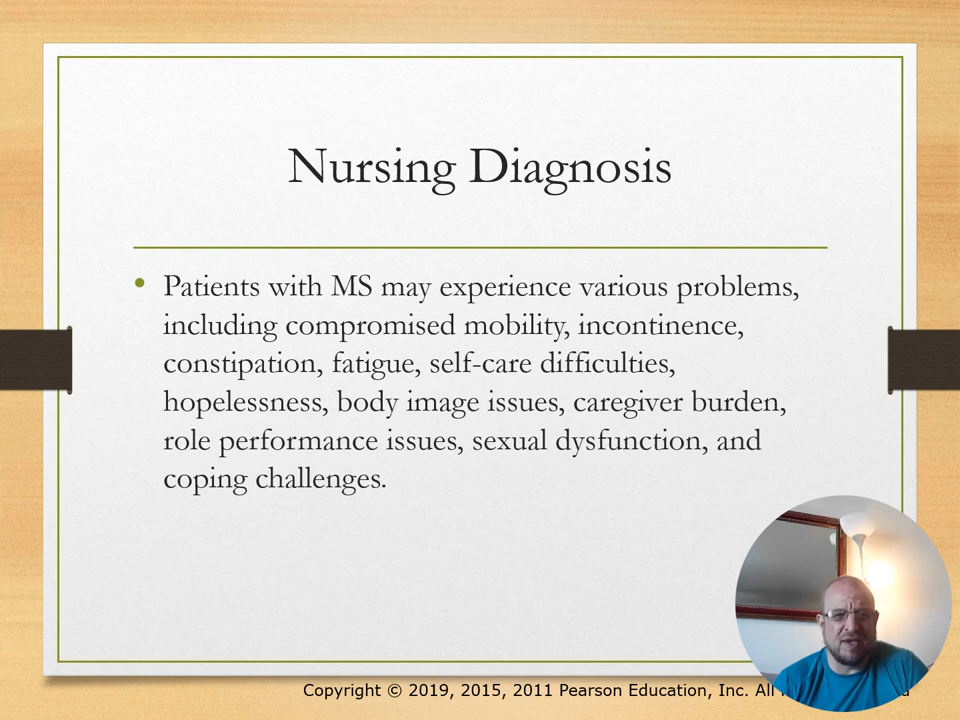 Nursing Diagnosis
• Patients with MS may experience various problems,
including compromised mobility, incontinence,
constipation, fatigue, self-care difficulties,
hopelessness, body image issues, caregiver burden,
role performance issues, sexual dysfunction, and
coping challenges.
Copyright © 2019, 2015, 2011 Pearson Education, Inc. All